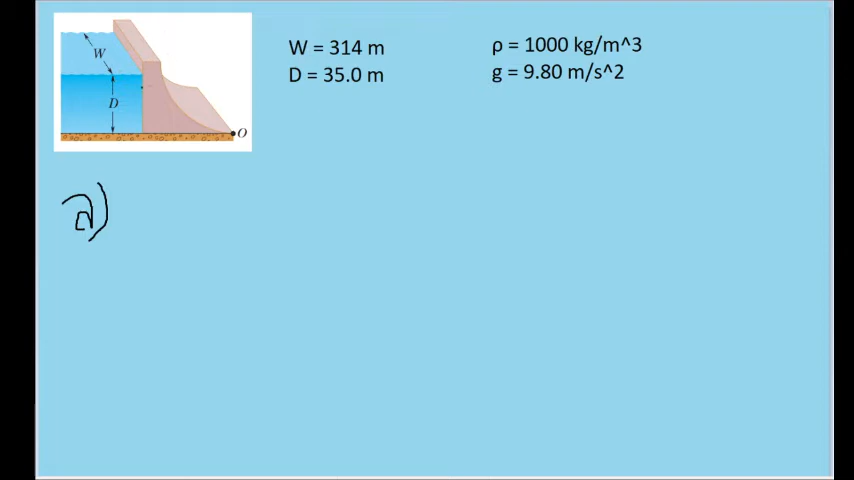 W = 314 m
D = 35.0 m
ρ = 1000 kg/m^3
g = 9.80 m/s^2
W
D
O
a)